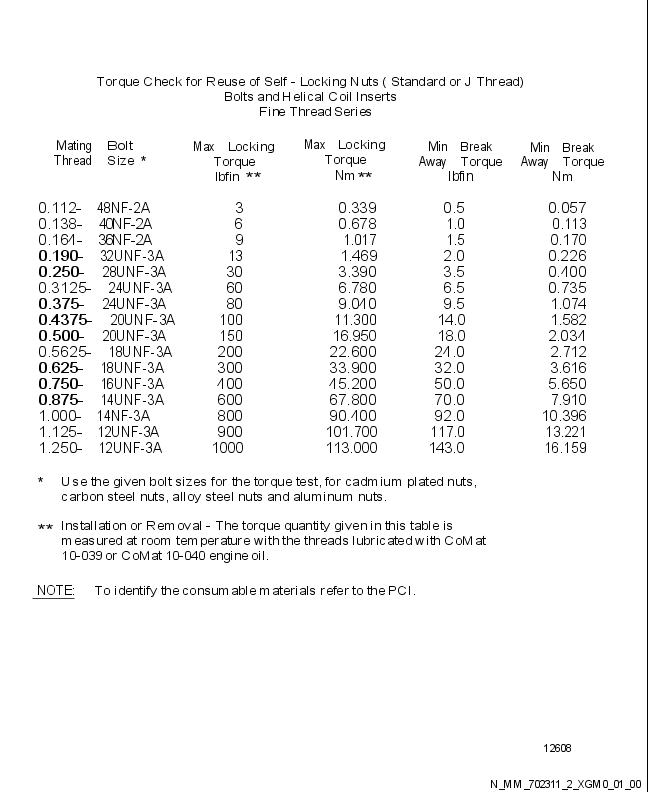 Torque Check for Reuse of Self - Locking Nuts ( Standard or J Thread)
Bolts and Helical Coil Inserts
Fine Thread Series
Mating Bolt Max Locking Max Locking Min Break Min Break
Thread Size * Torque Torque Away Torque Away Torque
lbfin ** Nm ** lbfin Nm
0.112- 48NF-2A 3 0.339 0.5 0.057
0.138- 40NF-2A 6 0.678 1.0 0.113
0.164- 36NF-2A 9 1.017 1.5 0.170
0.190- 32UNF-3A 13 1.469 2.0 0.226
0.250- 28UNF-3A 30 3.390 3.5 0.400
0.3125- 24UNF-3A 60 6.780 6.5 0.735
0.375- 24UNF-3A 80 9.040 9.5 1.074
0.4375- 20UNF-3A 100 11.300 14.0 1.582
0.500- 20UNF-3A 150 16.950 18.0 2.034
0.5625- 18UNF-3A 200 22.600 24.0 2.712
0.625- 18UNF-3A 300 33.900 32.0 3.616
0.750- 16UNF-3A 400 45.200 50.0 5.650
0.875- 14UNF-3A 600 67.800 70.0 7.910
1.000- 14NF-3A 800 90.400 92.0 10.396
1.125- 12UNF-3A 900 101.700 117.0 13.221
1.250- 12UNF-3A 1000 113.000 143.0 16.159
* Use the given bolt sizes for the torque test, for cadmium plated nuts,
carbon steel nuts, alloy steel nuts and aluminum nuts.
** Installation or Removal - The torque quantity given in this table is
measured at room temperature with the threads lubricated with CoMat
10-039 or CoMat 10-040 engine oil.
NOTE: To identify the consumable materials refer to the PCI.
12608
N_MM_702311_2_XGM0_01_00